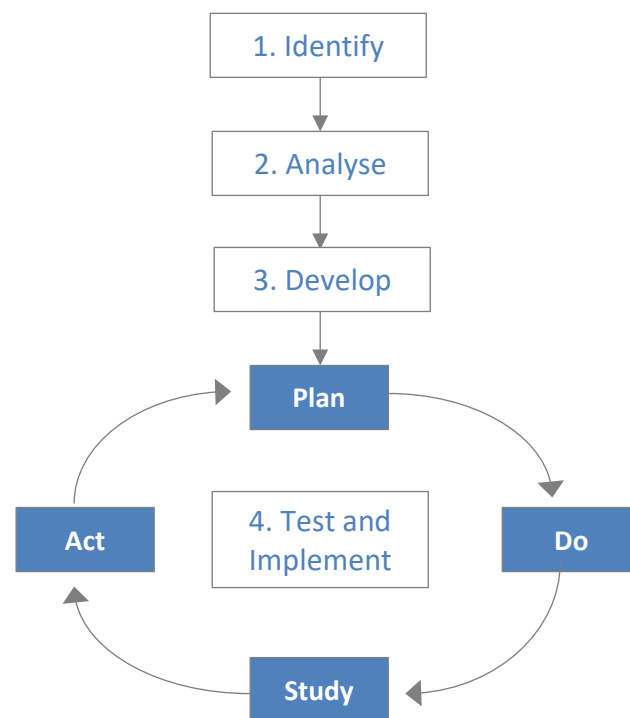 1. Identify
2. Analyse
3. Develop
Plan
Act
4. Test and
Implement
Do
Study